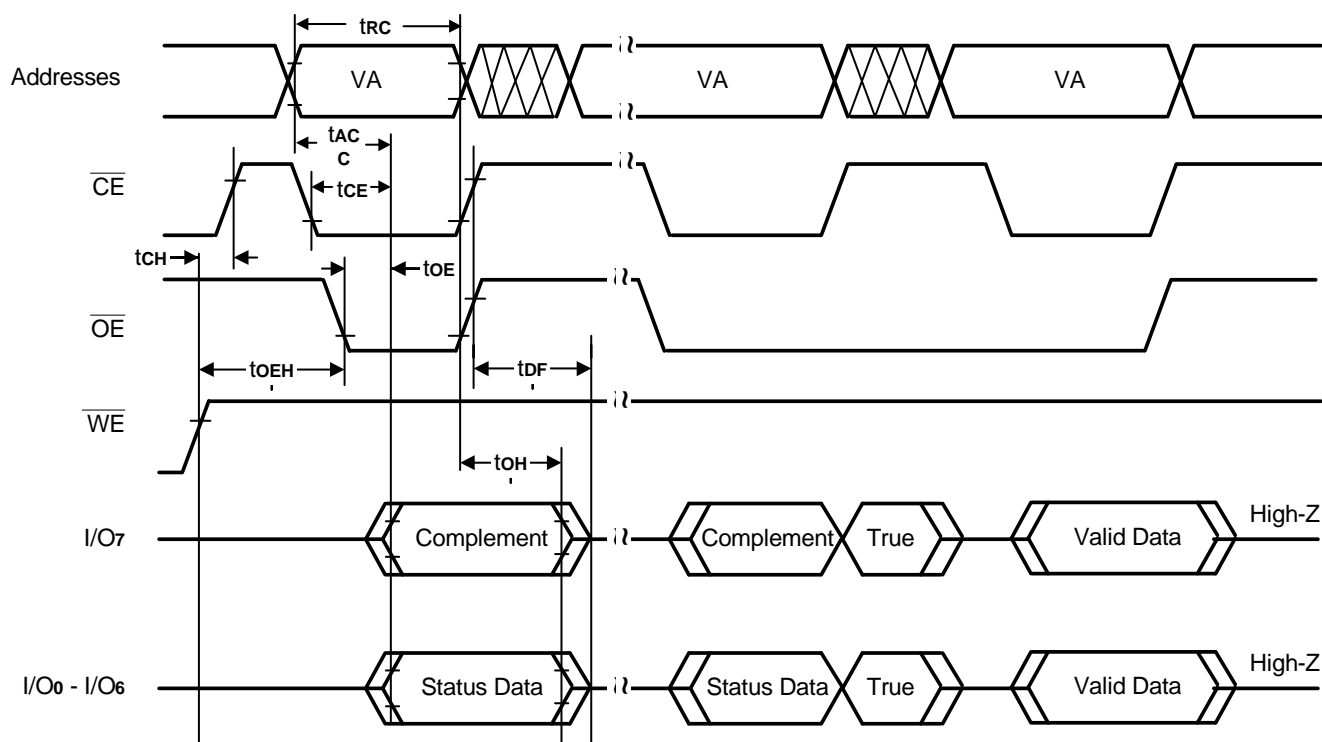 tRC
Addresses VA VA VA
tACC
CE
tCE
tCH
tOE
OE
tOEH
tDF
WE
tOH
I/O7 Complement Complement True Valid Data High-Z
I/O0 - I/O6 Status Data Status Data True Valid Data High-Z